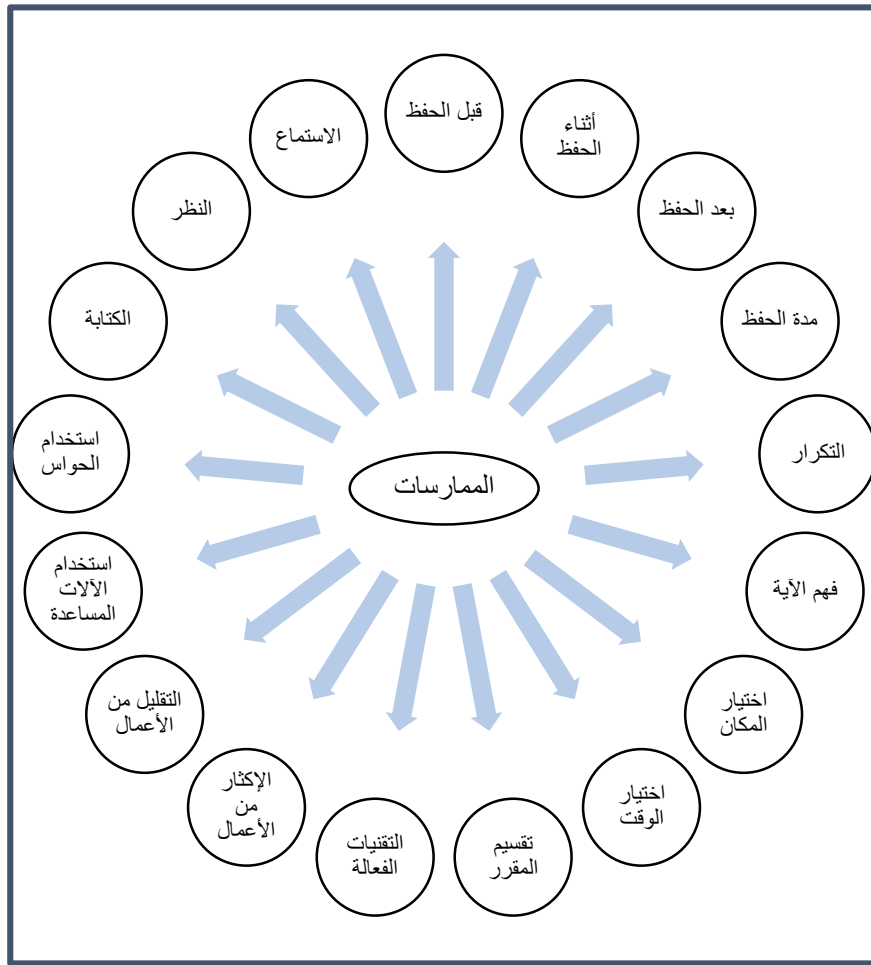 قبل الحفظ
أثناء
الحفظ
بعد الحفظ
مدة الحفظ
التكرار
فهم الآية
اختيار
المكان
اختيار
الوقت
تقسيم
المقرر
التقنيات
الفعالة
الإكثار
من
الأعمال
التقليل من
الأعمال
استخدام
الآلات
المساعدة
استخدام
الحواس
الكتابة
النظر
الاستماع
الممارسات